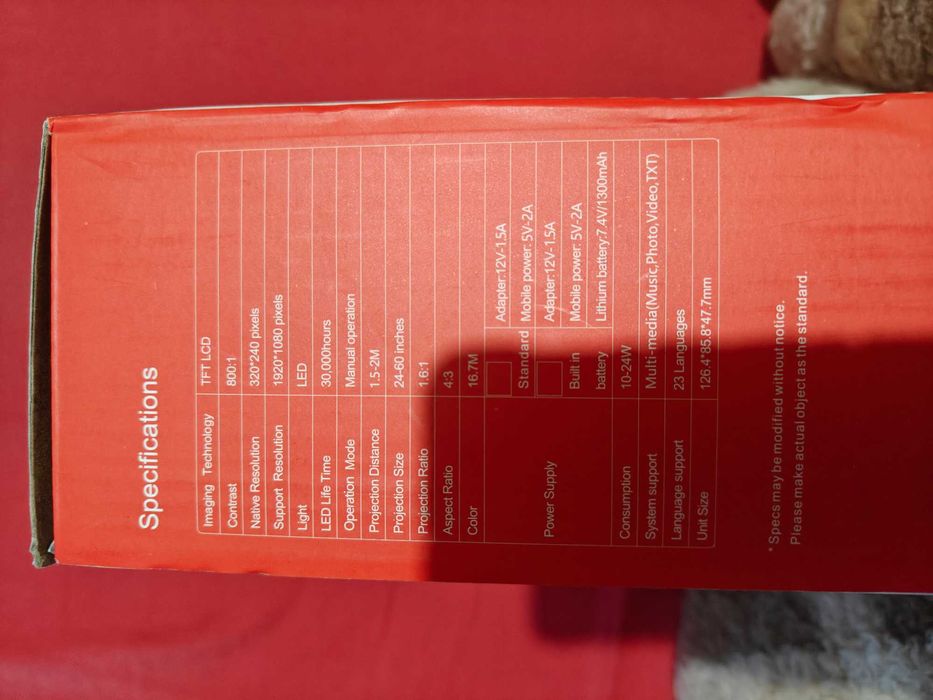 Specifications
Imaging Technology TFT LCD
Contrast 800:1
Native Resolution 320*240 pixels
Support Resolution 1920*1080 pixels
Light LED
LED Life Time 30,000hours
Operation Mode Manual operation
Projection Distance 1.5-2M
Projection Size 24-60 inches
Projection Ratio 1.6:1
Aspect Ratio 4:3
Color 16.7M
Power Supply
Standard
Adapter:12V-1.5A
Mobile power: 5V-2A
Built in
battery
Adapter:12V-1.5A
Mobile power: 5V-2A
Lithium battery:7.4V/1300mAh
Consumption 10-24W
System support Multi-media(Music,Photo,Video,TXT)
Language support 23 Languages
Unit Size 126.4*85.8*47.7mm
* Specs may be modified without notice.
Please make actual object as the standard.